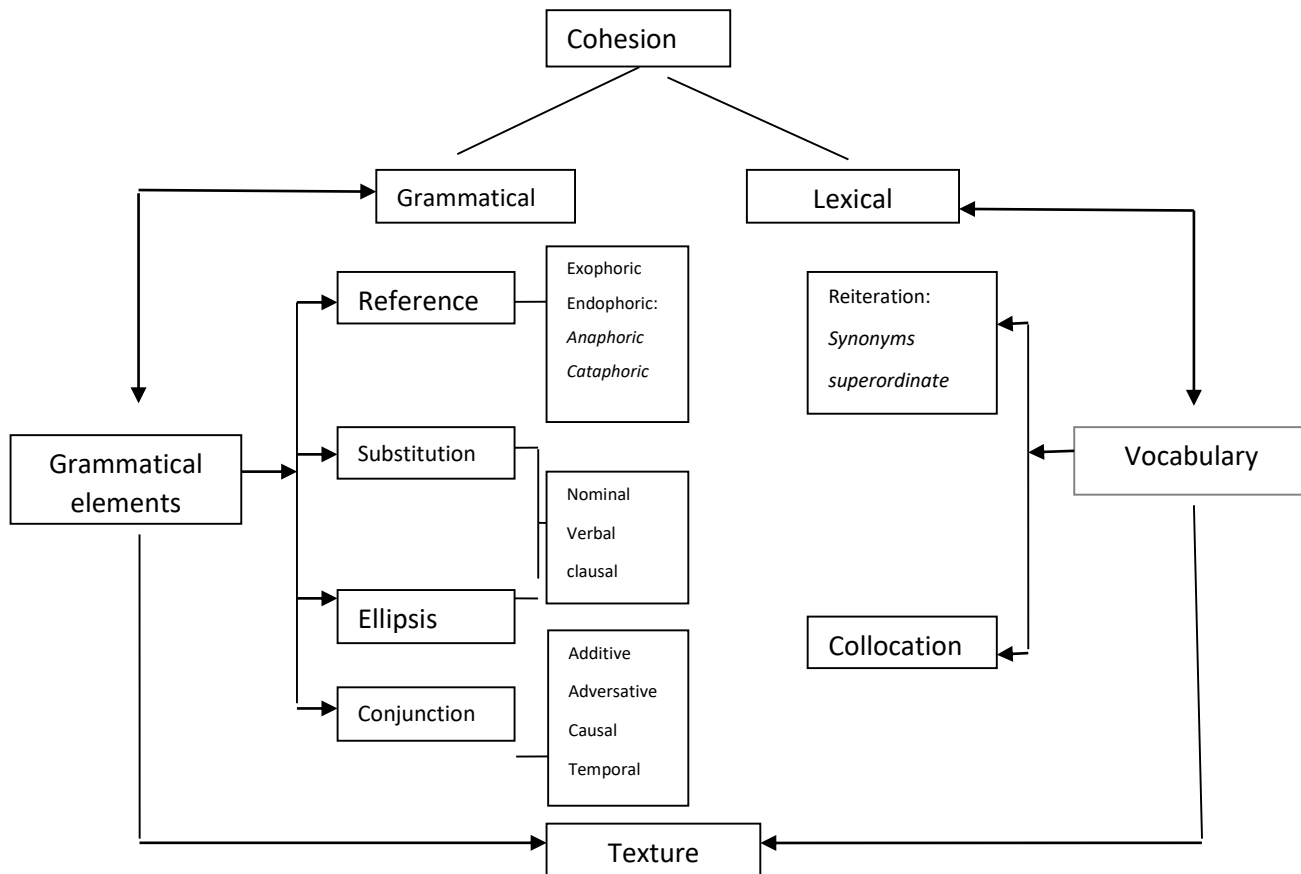 Cohesion
Grammatical
Lexical
Reference
Exophoric
Endophoric:
Anaphoric
Cataphoric
Reiteration:
Synonyms
superordinate
Grammatical
elements
Substitution
Nominal
Verbal
clausal
Vocabulary
Ellipsis
Collocation
Conjunction
Additive
Adversative
Causal
Temporal
Texture